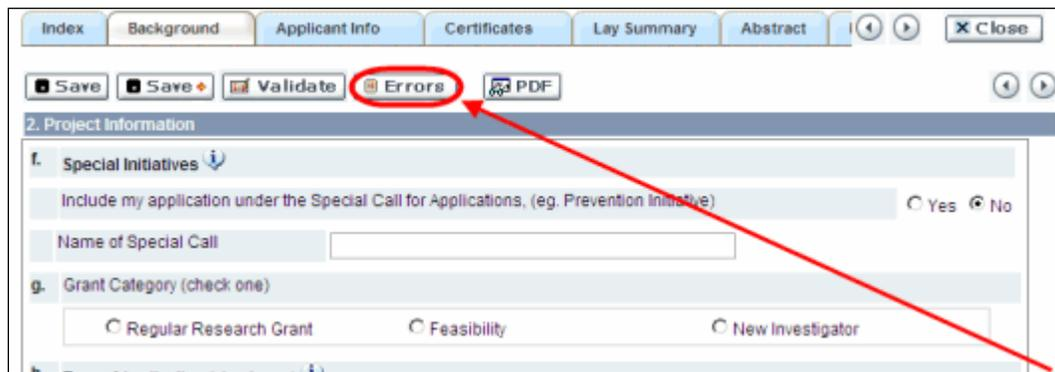 Index Background Applicant Info Certificates Lay Summary Abstract Close
Save Save Validate Errors PDF
2. Project Information
f. Special Initiatives
Include my application under the Special Call for Applications, (eg. Prevention Initiative) Yes No
Name of Special Call
g. Grant Category (check one)
Regular Research Grant Feasibility New Investigator